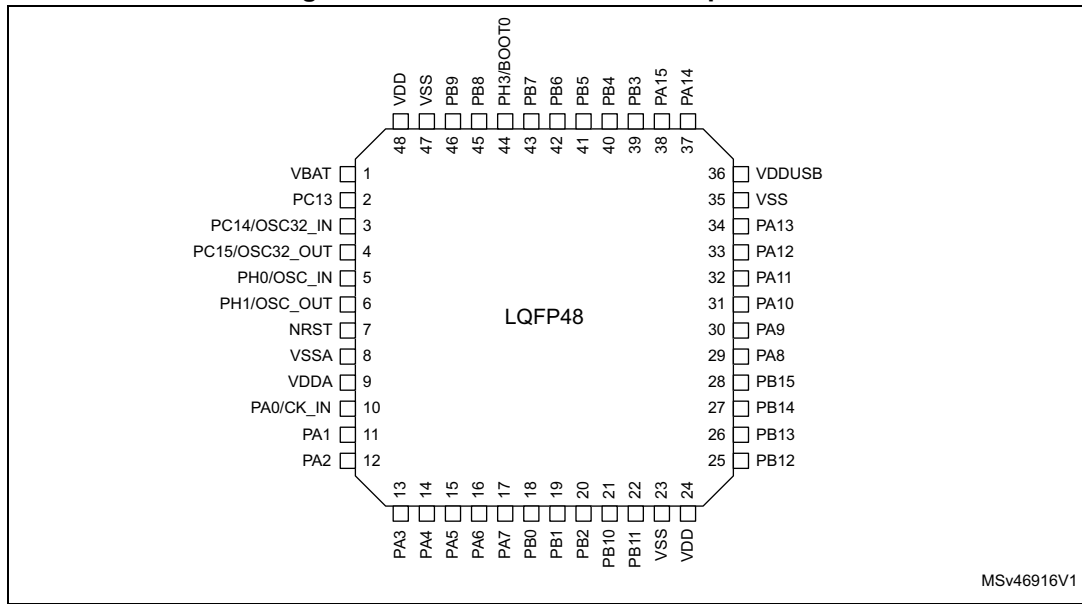 VDD
VSS
PB9
PB8
PH3/BOOT0
PB7
PB6
PB5
PB4
PB3
PA15
PA14
48
47
46
45
44
43
42
41
40
39
38
37
VBAT 1
PC13 2
PC14/OSC32_IN 3
PC15/OSC32_OUT 4
PH0/OSC_IN 5
PH1/OSC_OUT 6
NRST 7
VSSA 8
VDDA 9
PA0/CK_IN 10
PA1 11
PA2 12
LQFP48
36 VDDUSB
35 VSS
34 PA13
33 PA12
32 PA11
31 PA10
30 PA9
29 PA8
28 PB15
27 PB14
26 PB13
25 PB12
13
14
15
16
17
18
19
20
21
22
23
24
PA3
PA4
PA5
PA6
PA7
PB0
PB1
PB2
PB10
PB11
VSS
VDD
MSv46916V1